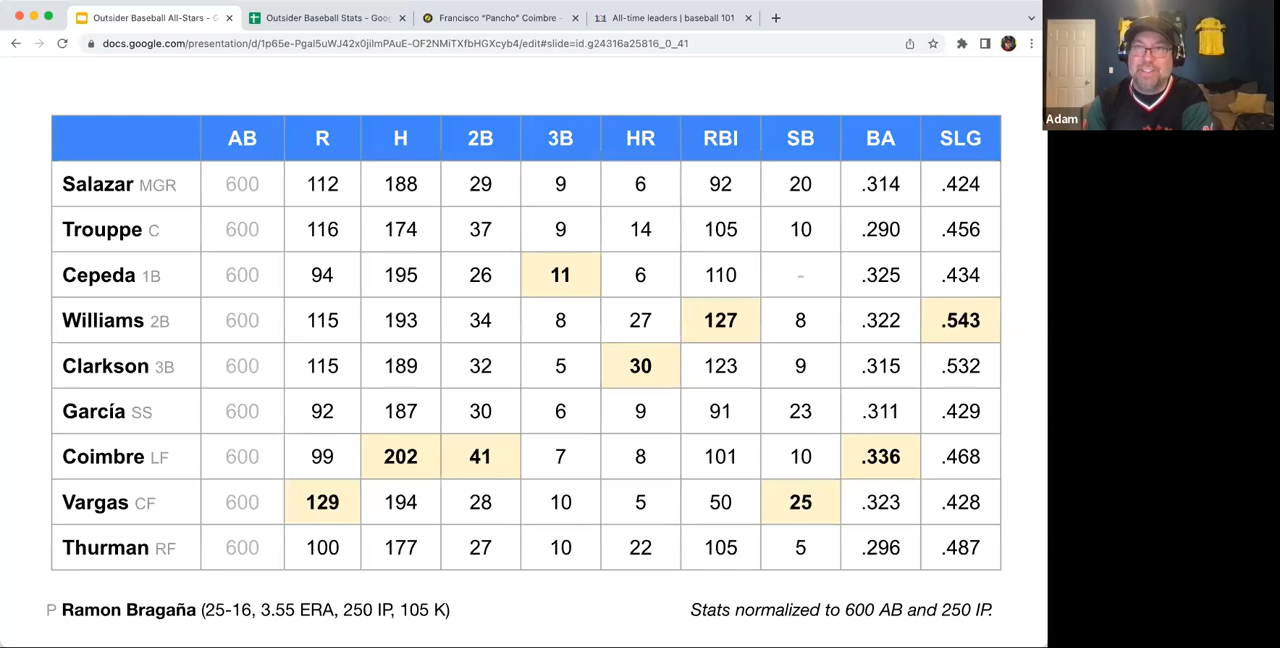 Outsider Baseball All-Stars - G
Outsider Baseball Stats - Goog
Francisco “Pancho” Coimbre -
All-time leaders | baseball 101
docs.google.com/presentation/d/1p65e-Pgal5uWJ42x0jilmPAuE-OF2NMiTXfbHGXcyb4/edit#slide=id.g24316a25816_0_41
Adam
AB R H 2B 3B HR RBI SB BA SLG
Salazar MGR 600 112 188 29 9 6 92 20 .314 .424
Trouppe C 600 116 174 37 9 14 105 10 .290 .456
Cepeda 1B 600 94 195 26 11 6 110 - .325 .434
Williams 2B 600 115 193 34 8 27 127 8 .322 .543
Clarkson 3B 600 115 189 32 5 30 123 9 .315 .532
García SS 600 92 187 30 6 9 91 23 .311 .429
Coimbre LF 600 99 202 41 7 8 101 10 .336 .468
Vargas CF 600 129 194 28 10 5 50 25 .323 .428
Thurman RF 600 100 177 27 10 22 105 5 .296 .487
P Ramon Bragaña (25-16, 3.55 ERA, 250 IP, 105 K)
Stats normalized to 600 AB and 250 IP.